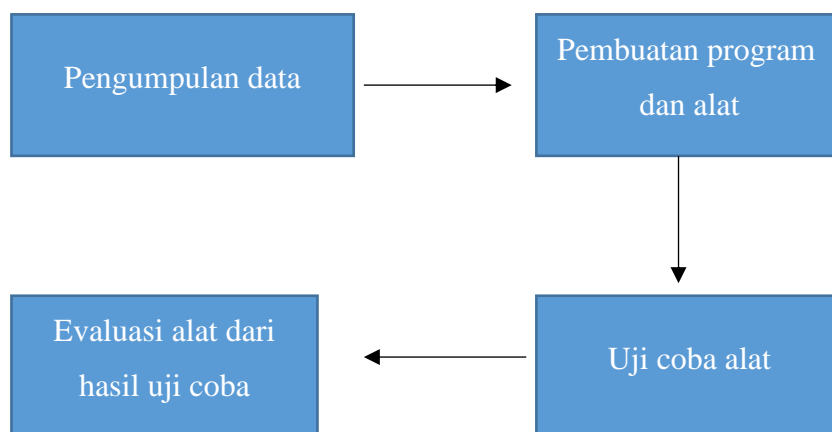 Pengumpulan data
Pembuatan program
dan alat
Uji coba alat
Evaluasi alat dari
hasil uji coba